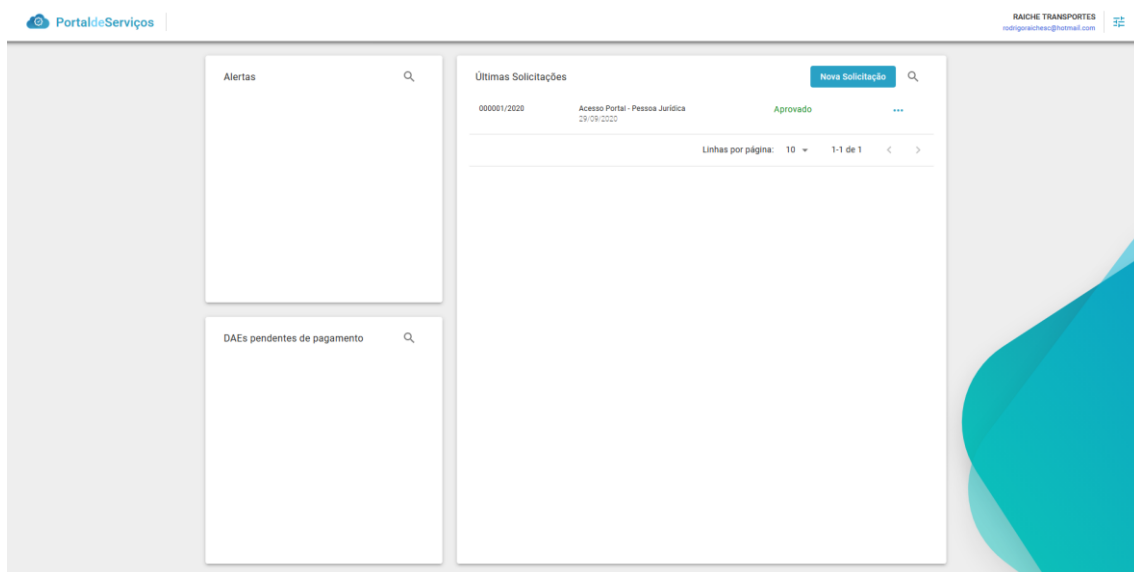 PortaldeServiços
RAICHE TRANSPORTES
rodrigoraichesc@hotmail.com
Alertas
Últimas Solicitações
Nova Solicitação
000001/2020
Acesso Portal - Pessoa Jurídica
29/09/2020
Aprovado
...
Linhas por página: 10
1-1 de 1
DAEs pendentes de pagamento